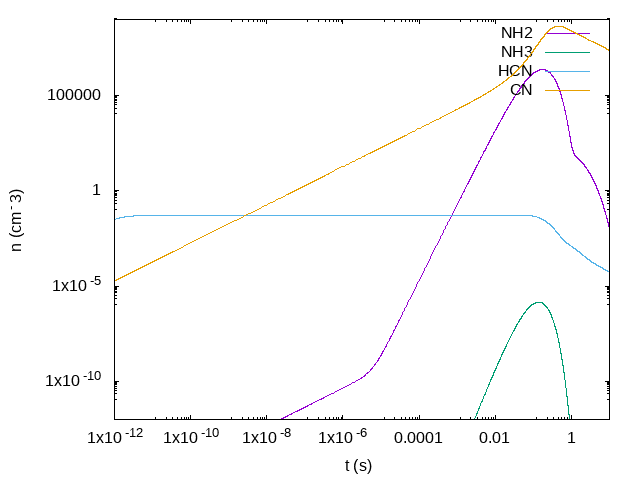 NH2
NH3
HCN
CN
100000
1
1x10^-5
1x10^-10
n (cm^-3)
1x10^-12
1x10^-10
1x10^-8
1x10^-6
0.0001
0.01
1
t (s)